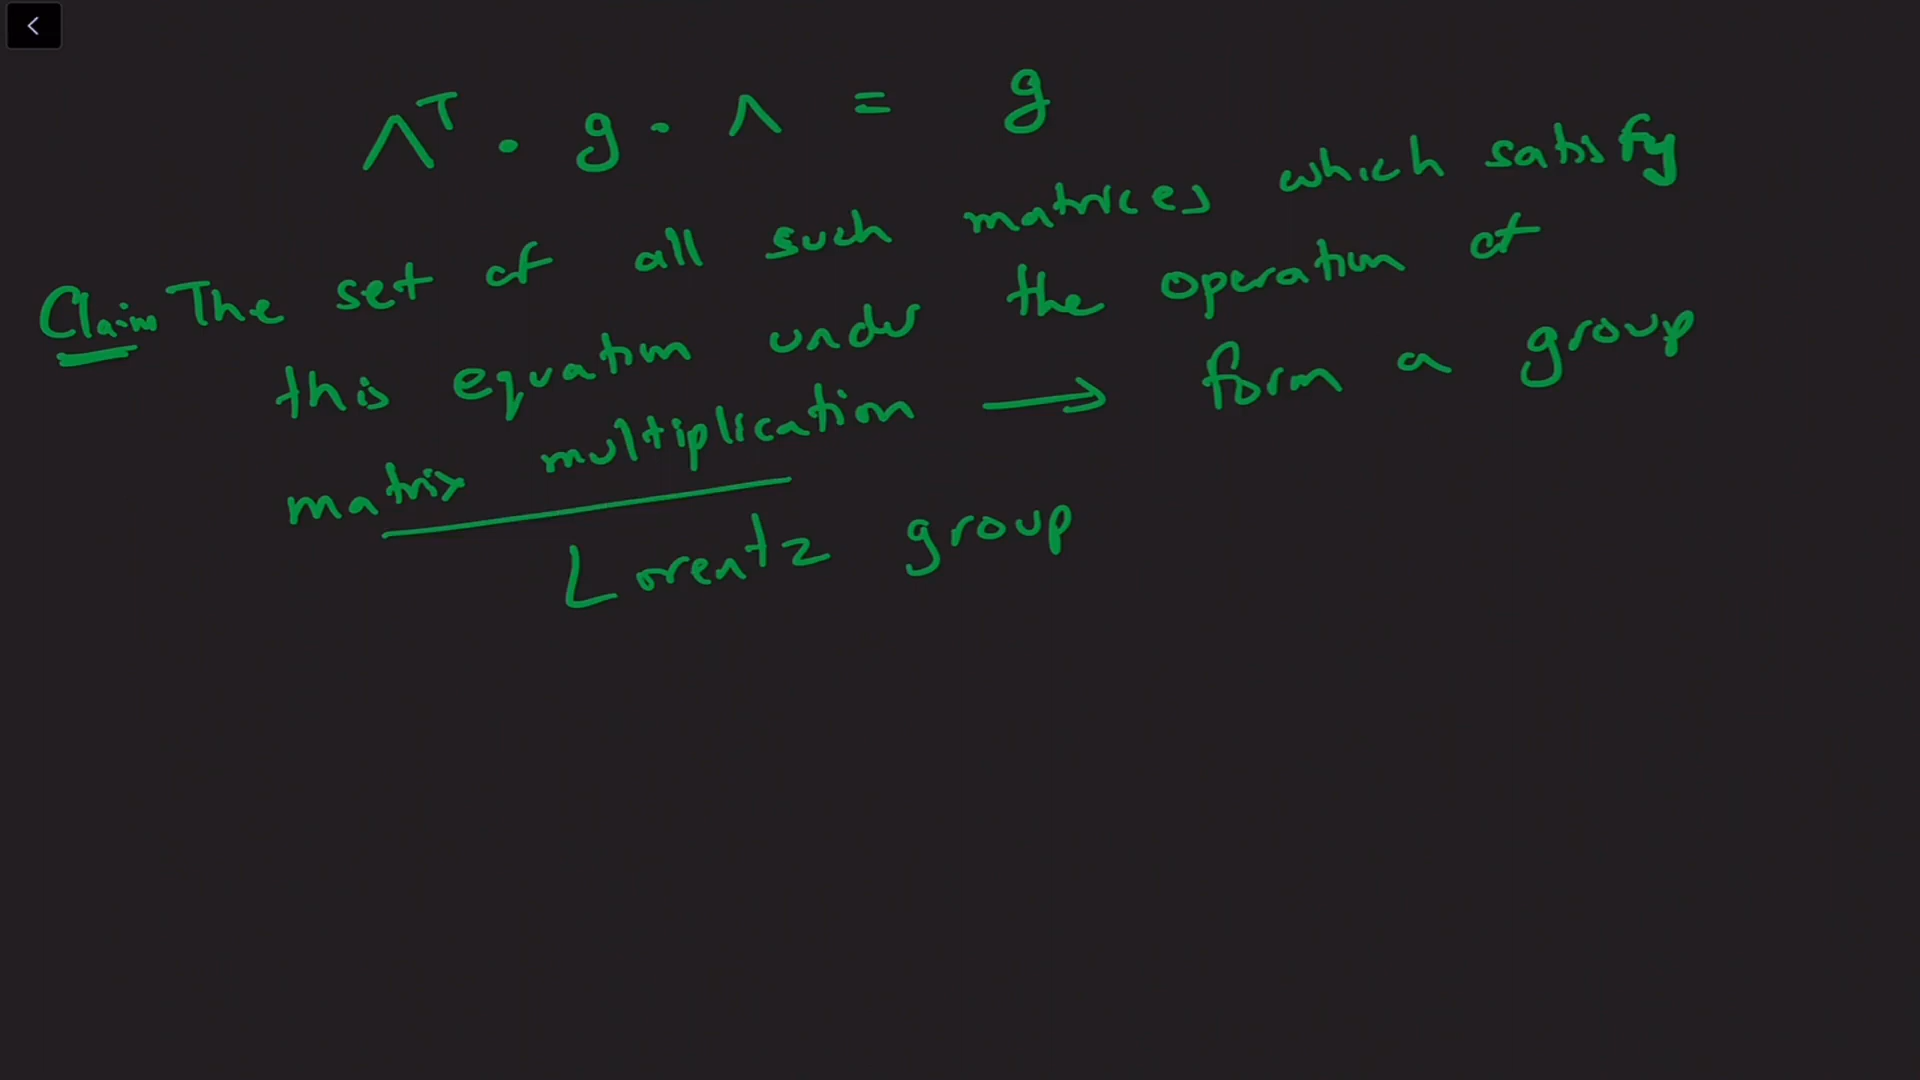 Λᵀ · g · Λ = g
Claim The set of all such matrices which satisfy
this equation under the operation of
matrix multiplication → form a group
Lorentz group